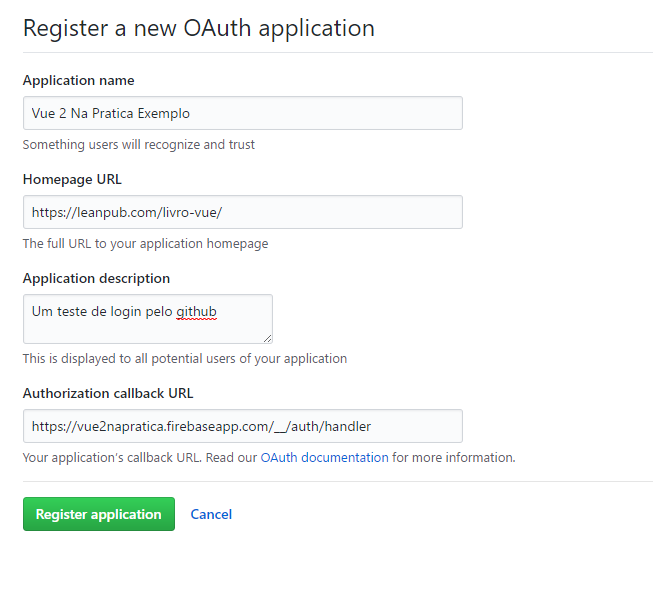 Register a new OAuth application
Application name
Vue 2 Na Pratica Exemplo
Something users will recognize and trust
Homepage URL
https://leanpub.com/livro-vue/
The full URL to your application homepage
Application description
Um teste de login pelo github
This is displayed to all potential users of your application
Authorization callback URL
https://vue2napratica.firebaseapp.com/__/auth/handler
Your application's callback URL. Read our OAuth documentation for more information.
Register application Cancel